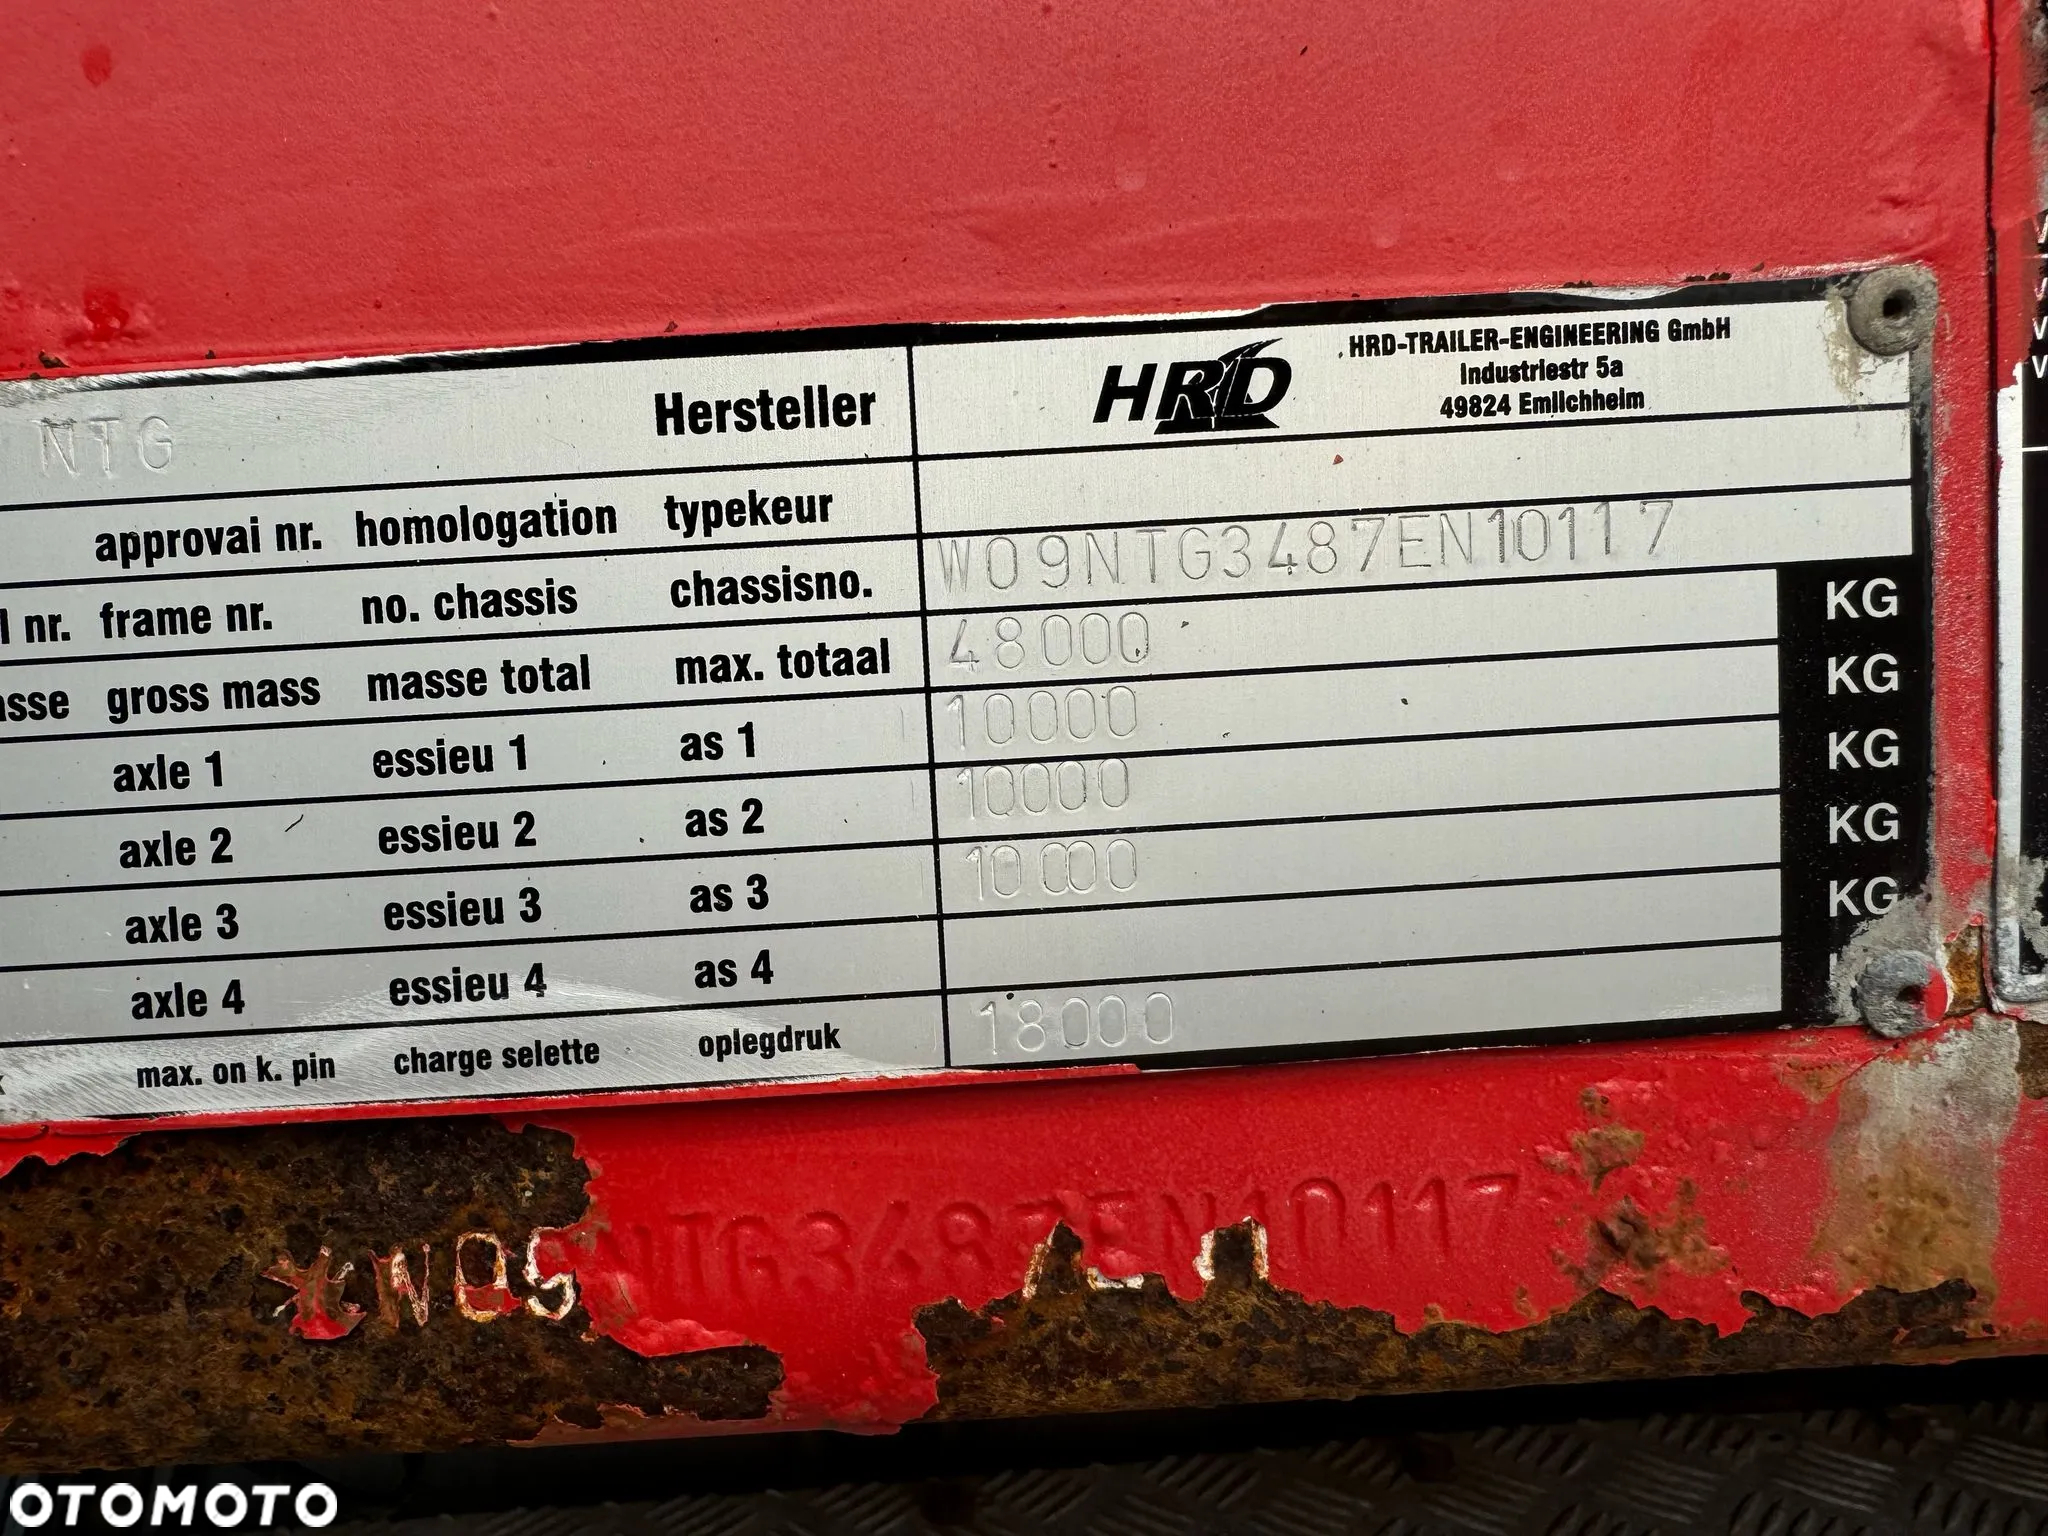 NTG Hersteller HRD HRD-TRAILER-ENGINEERING GmbH
Industriestr 5a
49824 Emlichheim
approvai nr. homologation typekeur
l nr. frame nr. no. chassis chassisno. W09NTG3487EN10117
asse gross mass masse total max. totaal 48000 KG
axle 1 essieu 1 as 1 10000 KG
axle 2 essieu 2 as 2 10000 KG
axle 3 essieu 3 as 3 10000 KG
axle 4 essieu 4 as 4 KG
max. on k. pin charge selette oplegdruk 18000
*W09NTG3487EN10117
OTOMOTO